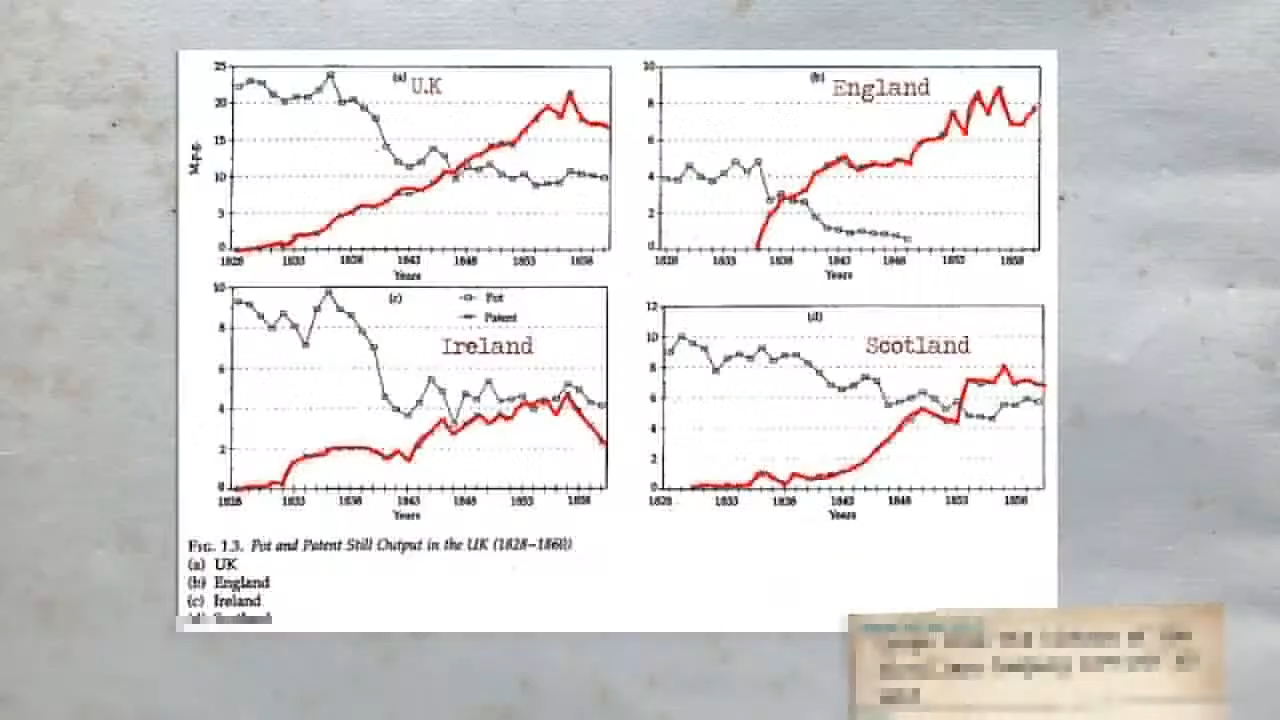 (a) U.K
25
20
15
10
5
0
M.p.g.
1828 1833 1838 1843 1848 1853 1858
Years
(b) England
10
8
6
4
2
0
1828 1833 1838 1843 1848 1853 1858
Years
(c)
Pot
Patent
Ireland
10
8
6
4
2
0
1828 1833 1838 1843 1848 1853 1858
Years
(d)
Scotland
12
10
8
6
4
2
0
1828 1833 1838 1843 1848 1853 1858
Years
FIG. 1.3. Pot and Patent Still Output in the UK (1828–1860)
(a) UK
(b) England
(c) Ireland
(d) Scotland